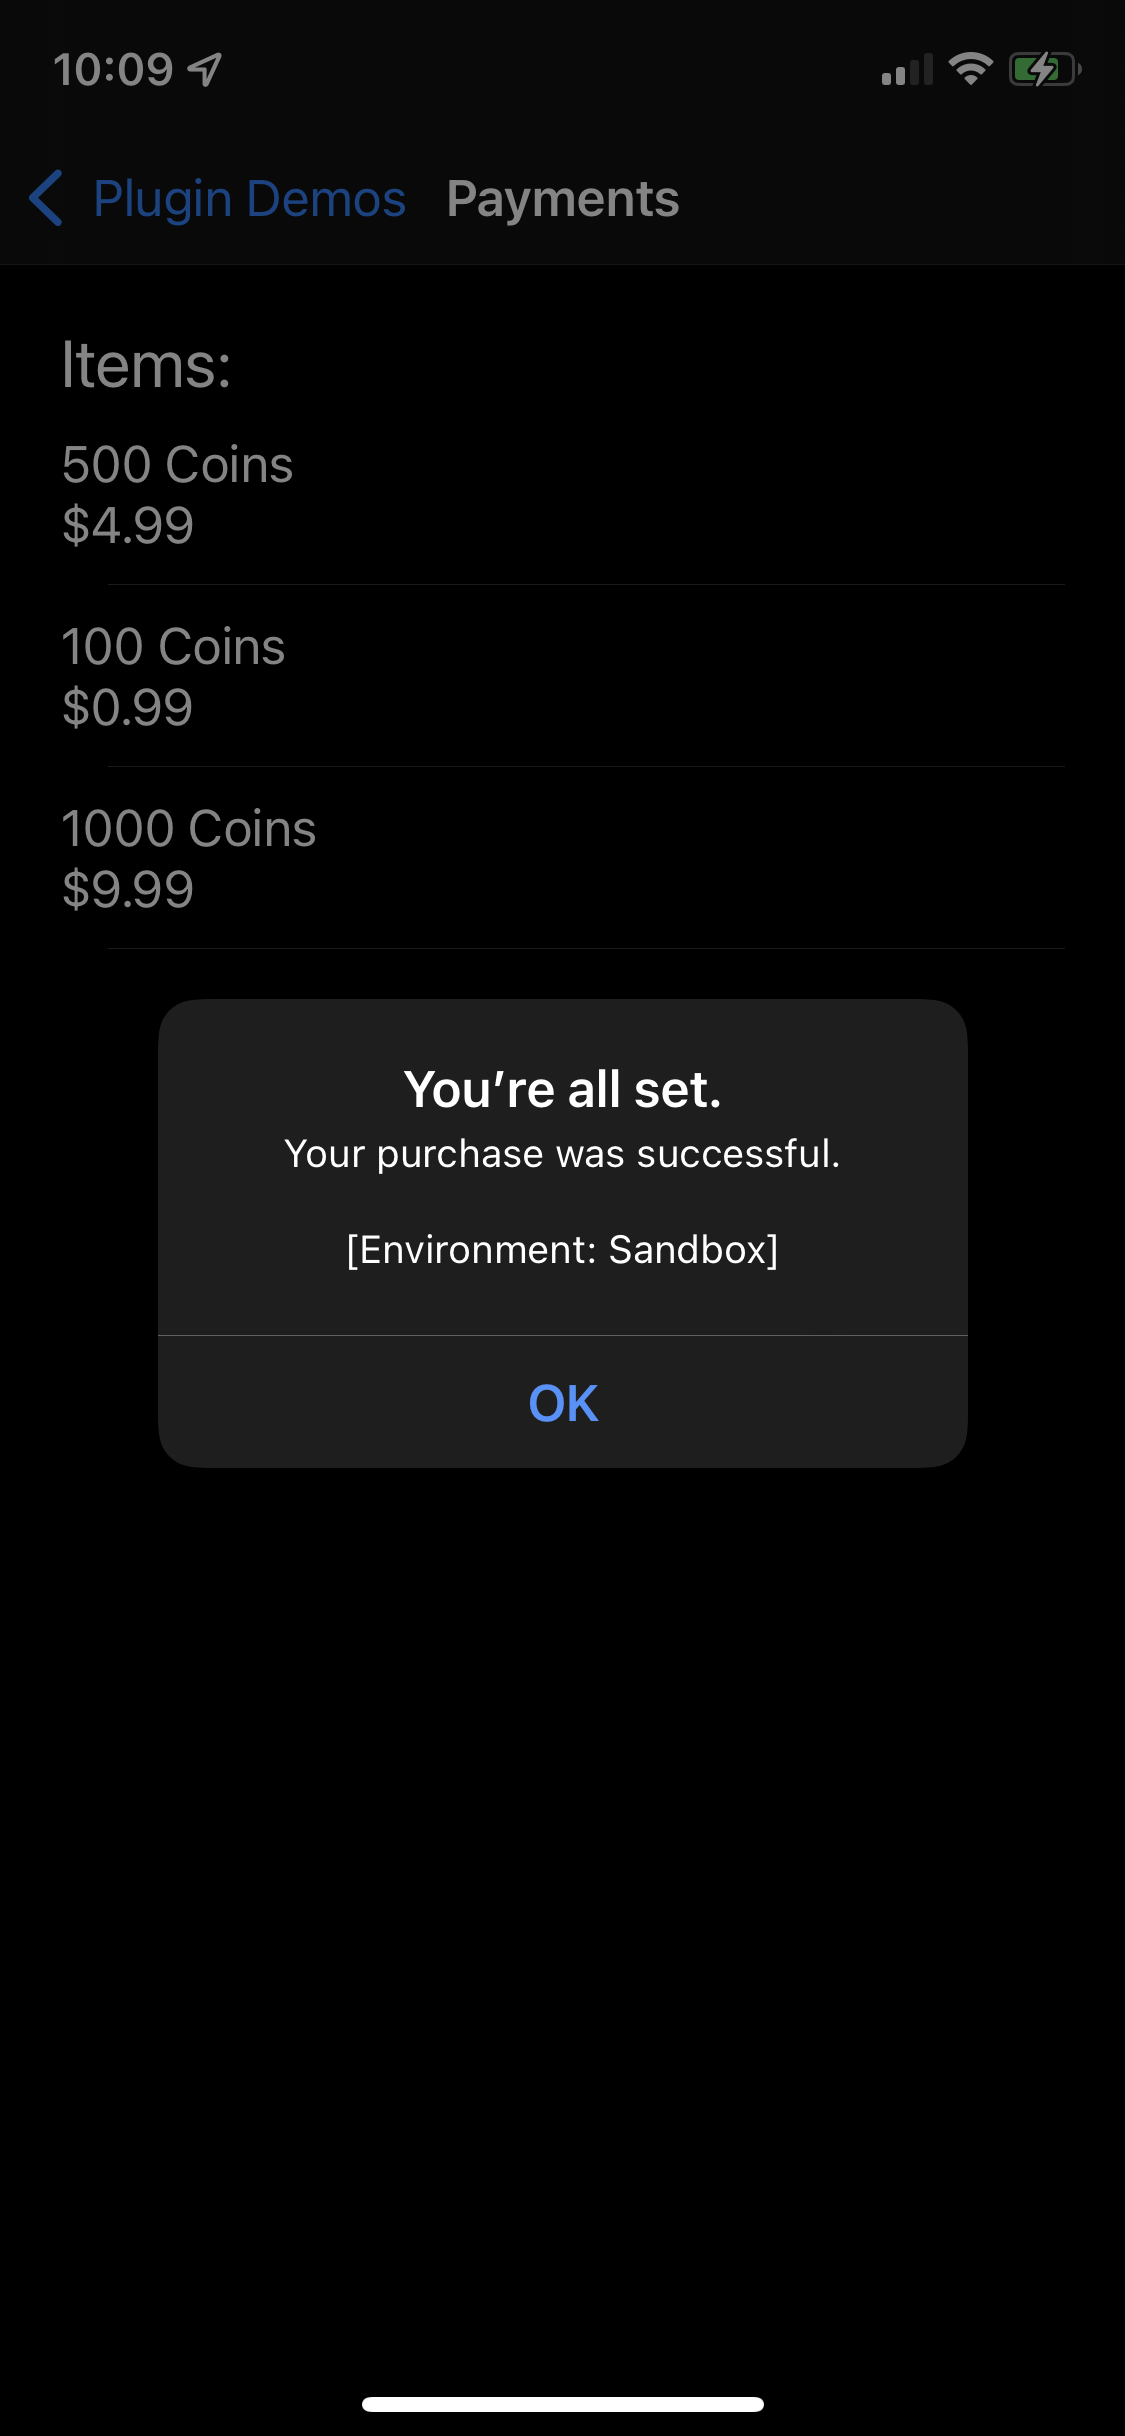 10:09
Plugin Demos Payments
Items:
500 Coins
$4.99
100 Coins
$0.99
1000 Coins
$9.99
You’re all set.
Your purchase was successful.
[Environment: Sandbox]
OK